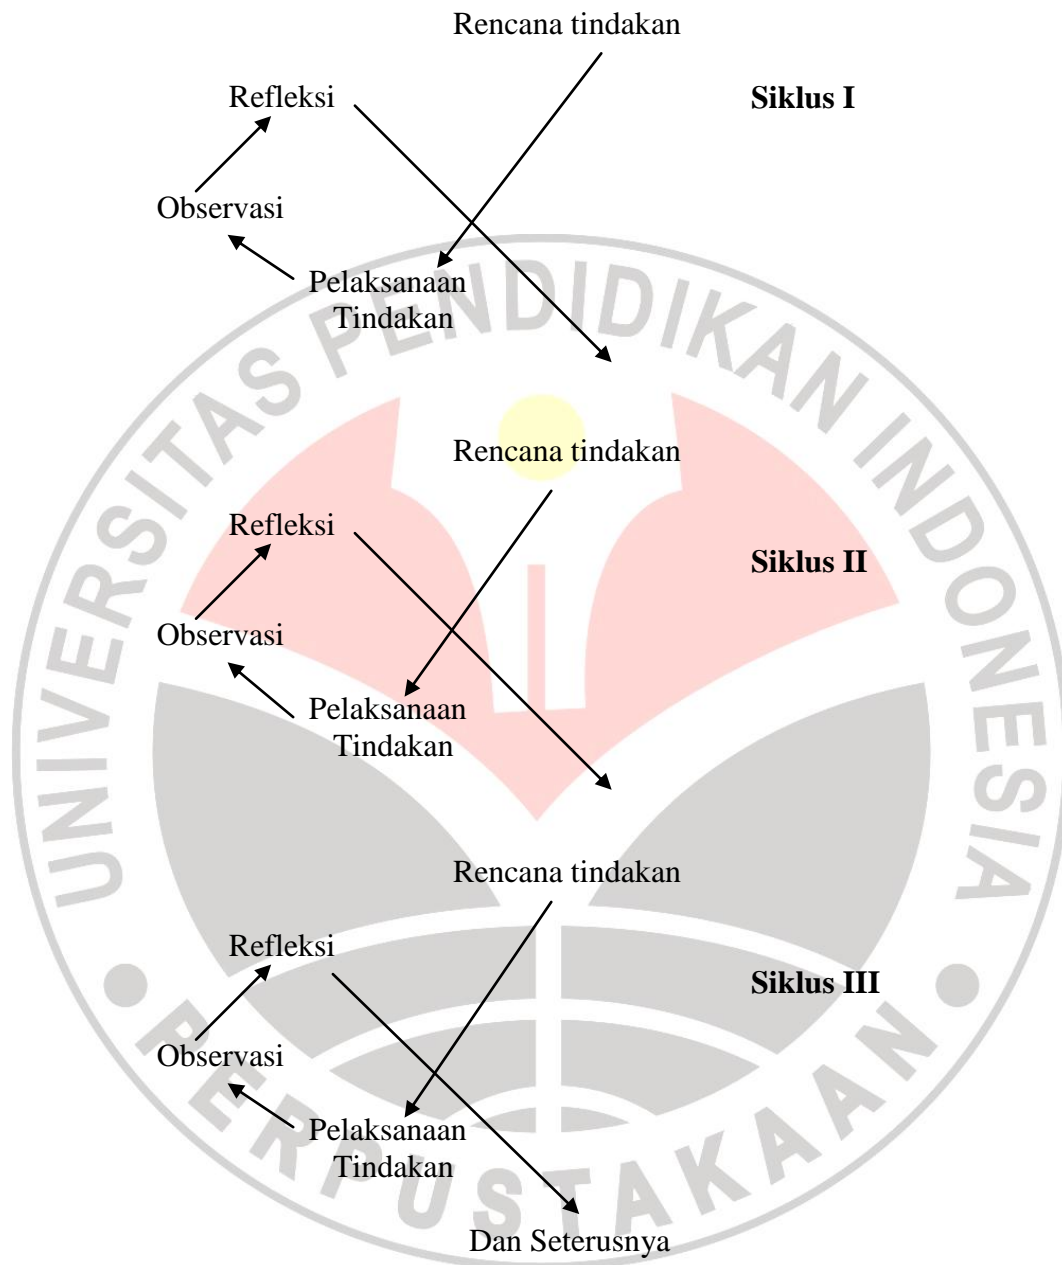 Rencana tindakan
Refleksi
Siklus I
Observasi
Pelaksanaan
Tindakan
UNIVERSITAS PENDIDIKAN INDONESIA
Rencana tindakan
Refleksi
Siklus II
Observasi
Pelaksanaan
Tindakan
Rencana tindakan
Refleksi
Siklus III
Observasi
Pelaksanaan
Tindakan
PERPUSTAKAAN
Dan Seterusnya